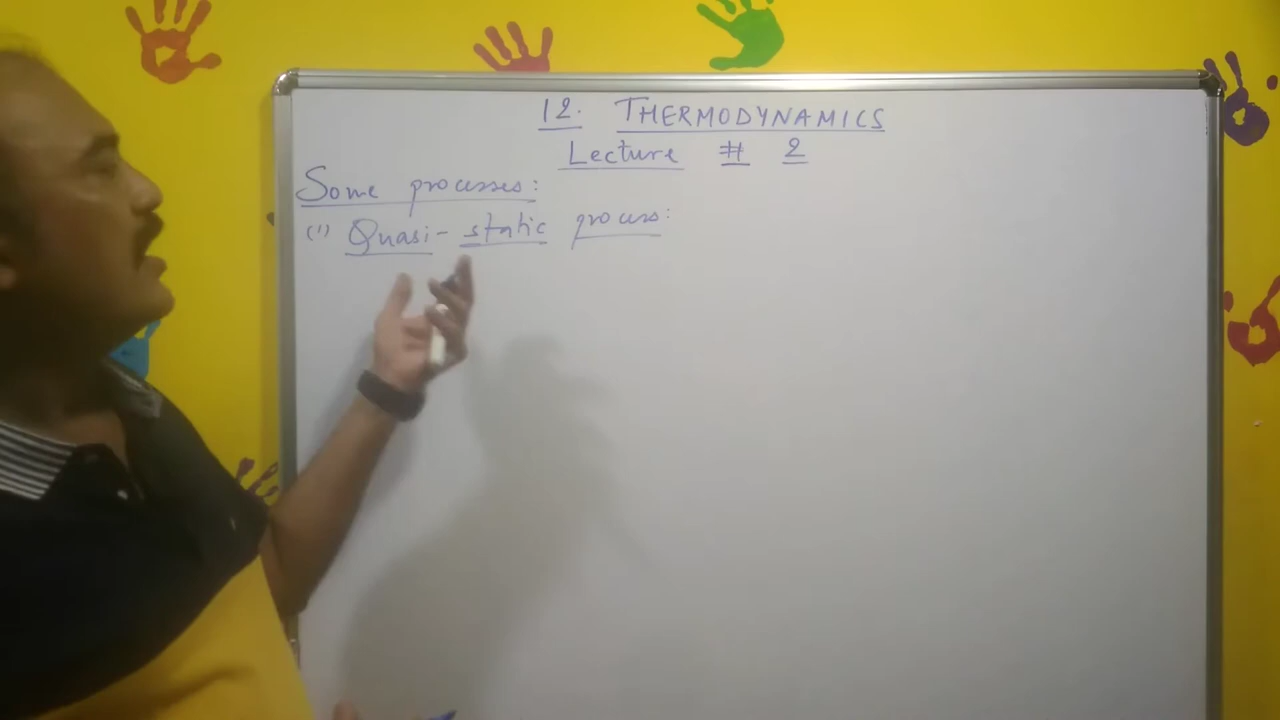 12. THERMODYNAMICS
Lecture # 2
Some processes:
(1) Quasi-static process: